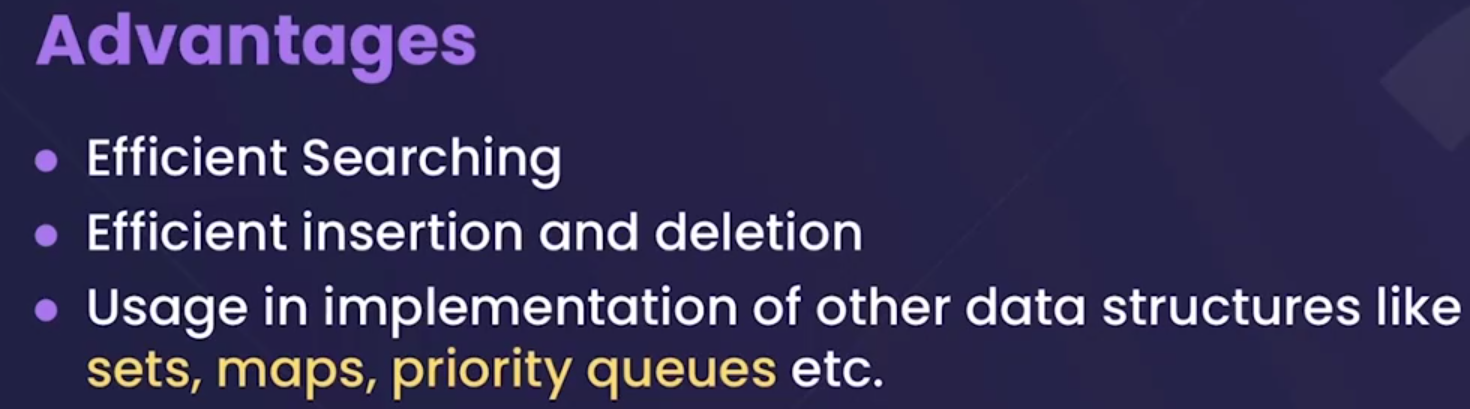 Advantages
Efficient Searching
Efficient insertion and deletion
Usage in implementation of other data structures like
sets, maps, priority queues etc.